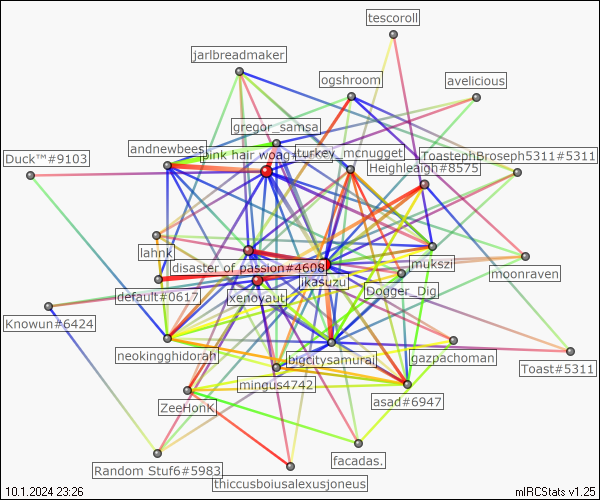 tescoroll
jarlbreadmaker
ogshroom
avelicious
gregor_samsa
andnewbees
pink hair woag
turkey_mcnugget
ToastephBroseph5311#5311
Duck™#9103
Heighleaigh#8575
lahnk
disaster of passion#4608
mukszi
moonraven
default#0617
xenoyaut
ikasuzu
Dogger_Dig
Knowun#6424
neokingghidorah
bigcitysamurai
gazpachoman
Toast#5311
mingus4742
asad#6947
ZeeHonK
facadas.
Random Stuf6#5983
thiccusboiusalexusjoneus
10.1.2024 23:26
mIRCStats v1.25